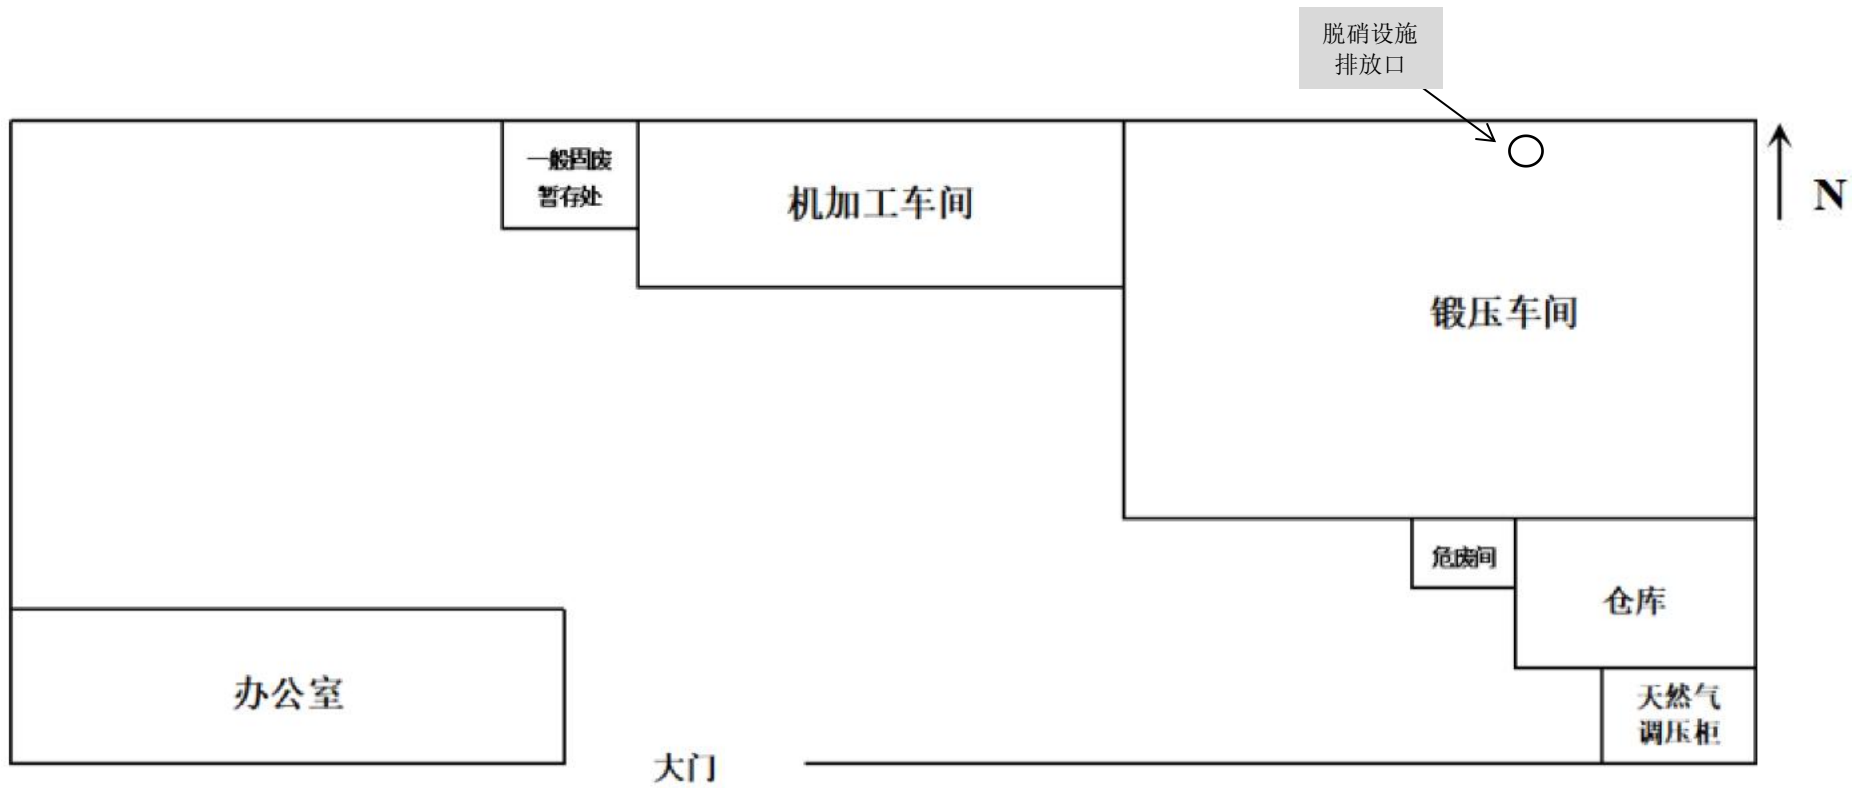 脱硝设施
排放口
一般固废
暂存处
机加工车间
N
锻压车间
危废间
仓库
办公室
天然气
调压柜
大门